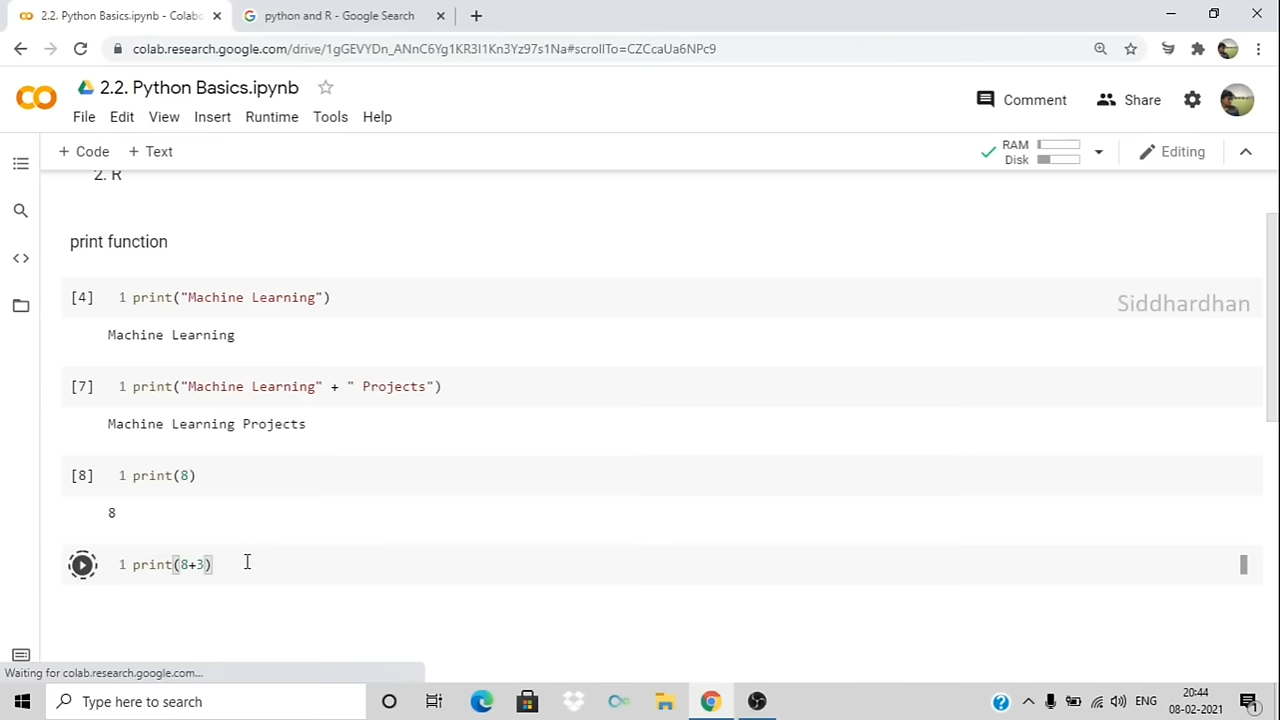 2.2. Python Basics.ipynb - Colabo
python and R - Google Search
colab.research.google.com/drive/1gGEVYDn_ANnC6Yg1KR3I1Kn3Yz97s1Na#scrollTo=CZCcaUa6NPc9
2.2. Python Basics.ipynb
Comment
Share
File Edit View Insert Runtime Tools Help
+ Code + Text
RAM
Disk
Editing
2. R
print function
[4] 1 print("Machine Learning")
Siddhardhan
Machine Learning
[7] 1 print("Machine Learning" + " Projects")
Machine Learning Projects
[8] 1 print(8)
8
1 print(8+3)
Waiting for colab.research.google.com...
Type here to search
ENG
20:44
08-02-2021
1